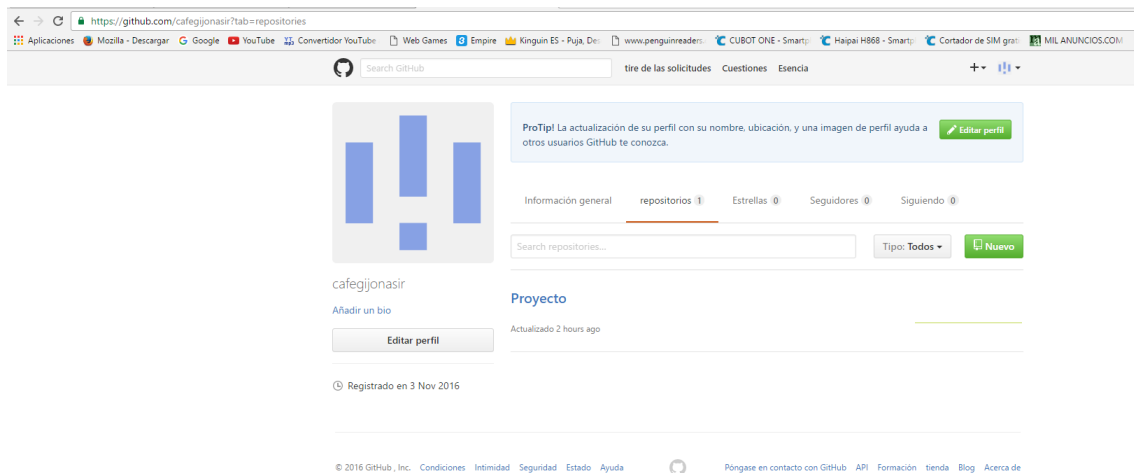 https://github.com/cafegijonasir?tab=repositories
Aplicaciones Mozilla - Descargar Google YouTube Convertidor YouTube Web Games Empire Kinguin ES - Puja, Des www.penguinreaders. CUBOT ONE - Smartp Haipai H868 - Smartp Cortador de SIM grati MIL ANUNCIOS.COM
Search GitHub tire de las solicitudes Cuestiones Esencia
ProTip! La actualización de su perfil con su nombre, ubicación, y una imagen de perfil ayuda a
otros usuarios GitHub te conozca.
Editar perfil
Información general repositorios 1 Estrellas 0 Seguidores 0 Siguiendo 0
Search repositories... Tipo: Todos Nuevo
cafegijonasir
Añadir un bio
Editar perfil
Registrado en 3 Nov 2016
Proyecto
Actualizado 2 hours ago
© 2016 GitHub , Inc. Condiciones Intimidad Seguridad Estado Ayuda Póngase en contacto con GitHub API Formación tienda Blog Acerca de